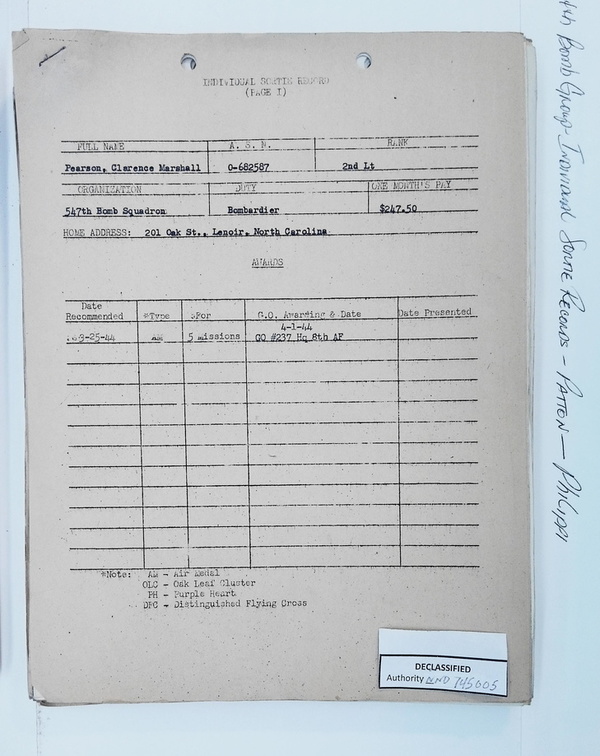 INDIVIDUAL SORTIE RECORD
(PAGE I)
FULL NAME A. S. N. RANK
Pearson, Clarence Marshall 0-682587 2nd Lt
ORGANIZATION DUTY ONE MONTH'S PAY
547th Bomb Squadron Bombardier $247.50
HOME ADDRESS: 201 Oak St., Lenoir, North Carolina
AWARDS
Date
Recommended *Type *For G.O. Awarding & Date Date Presented
4-1-44
3-25-44 AM 5 missions GO #237 Hq 8th AF
*Note: AM - Air Medal
OLC - Oak Leaf Cluster
PH - Purple Heart
DFC - Distinguished Flying Cross
DECLASSIFIED
Authority NND 745005
4th Bomb Group - Individual Sortie Records - PATTON - Philippi